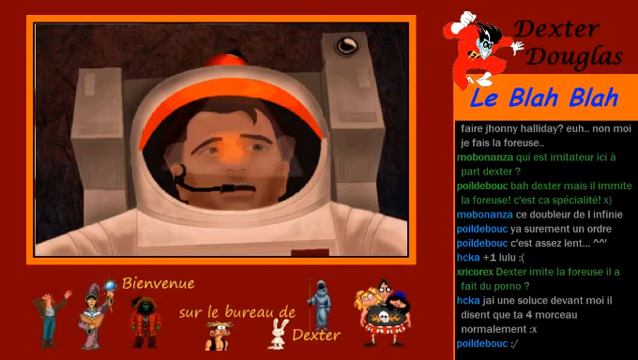 Dexter
Douglas
Le Blah Blah
faire jhonny halliday? euh.. non moi
je fais la foreuse..
mobonanza qui est imitateur ici à
part dexter ?
poildebouc bah dexter mais il immite
la foreuse! c'est ca spécialité! x)
mobonanza ce doubleur de l infinie
poildebouc ya surement un ordre
poildebouc c'est assez lent... ^^'
hcka +1 lulu :(
xricorex Dexter imite la foreuse il a
fait du porno ?
hcka jai une soluce devant moi il
disent que ta 4 morceau
normalement :x
poildebouc :/
Bienvenue
sur le bureau de
Dexter